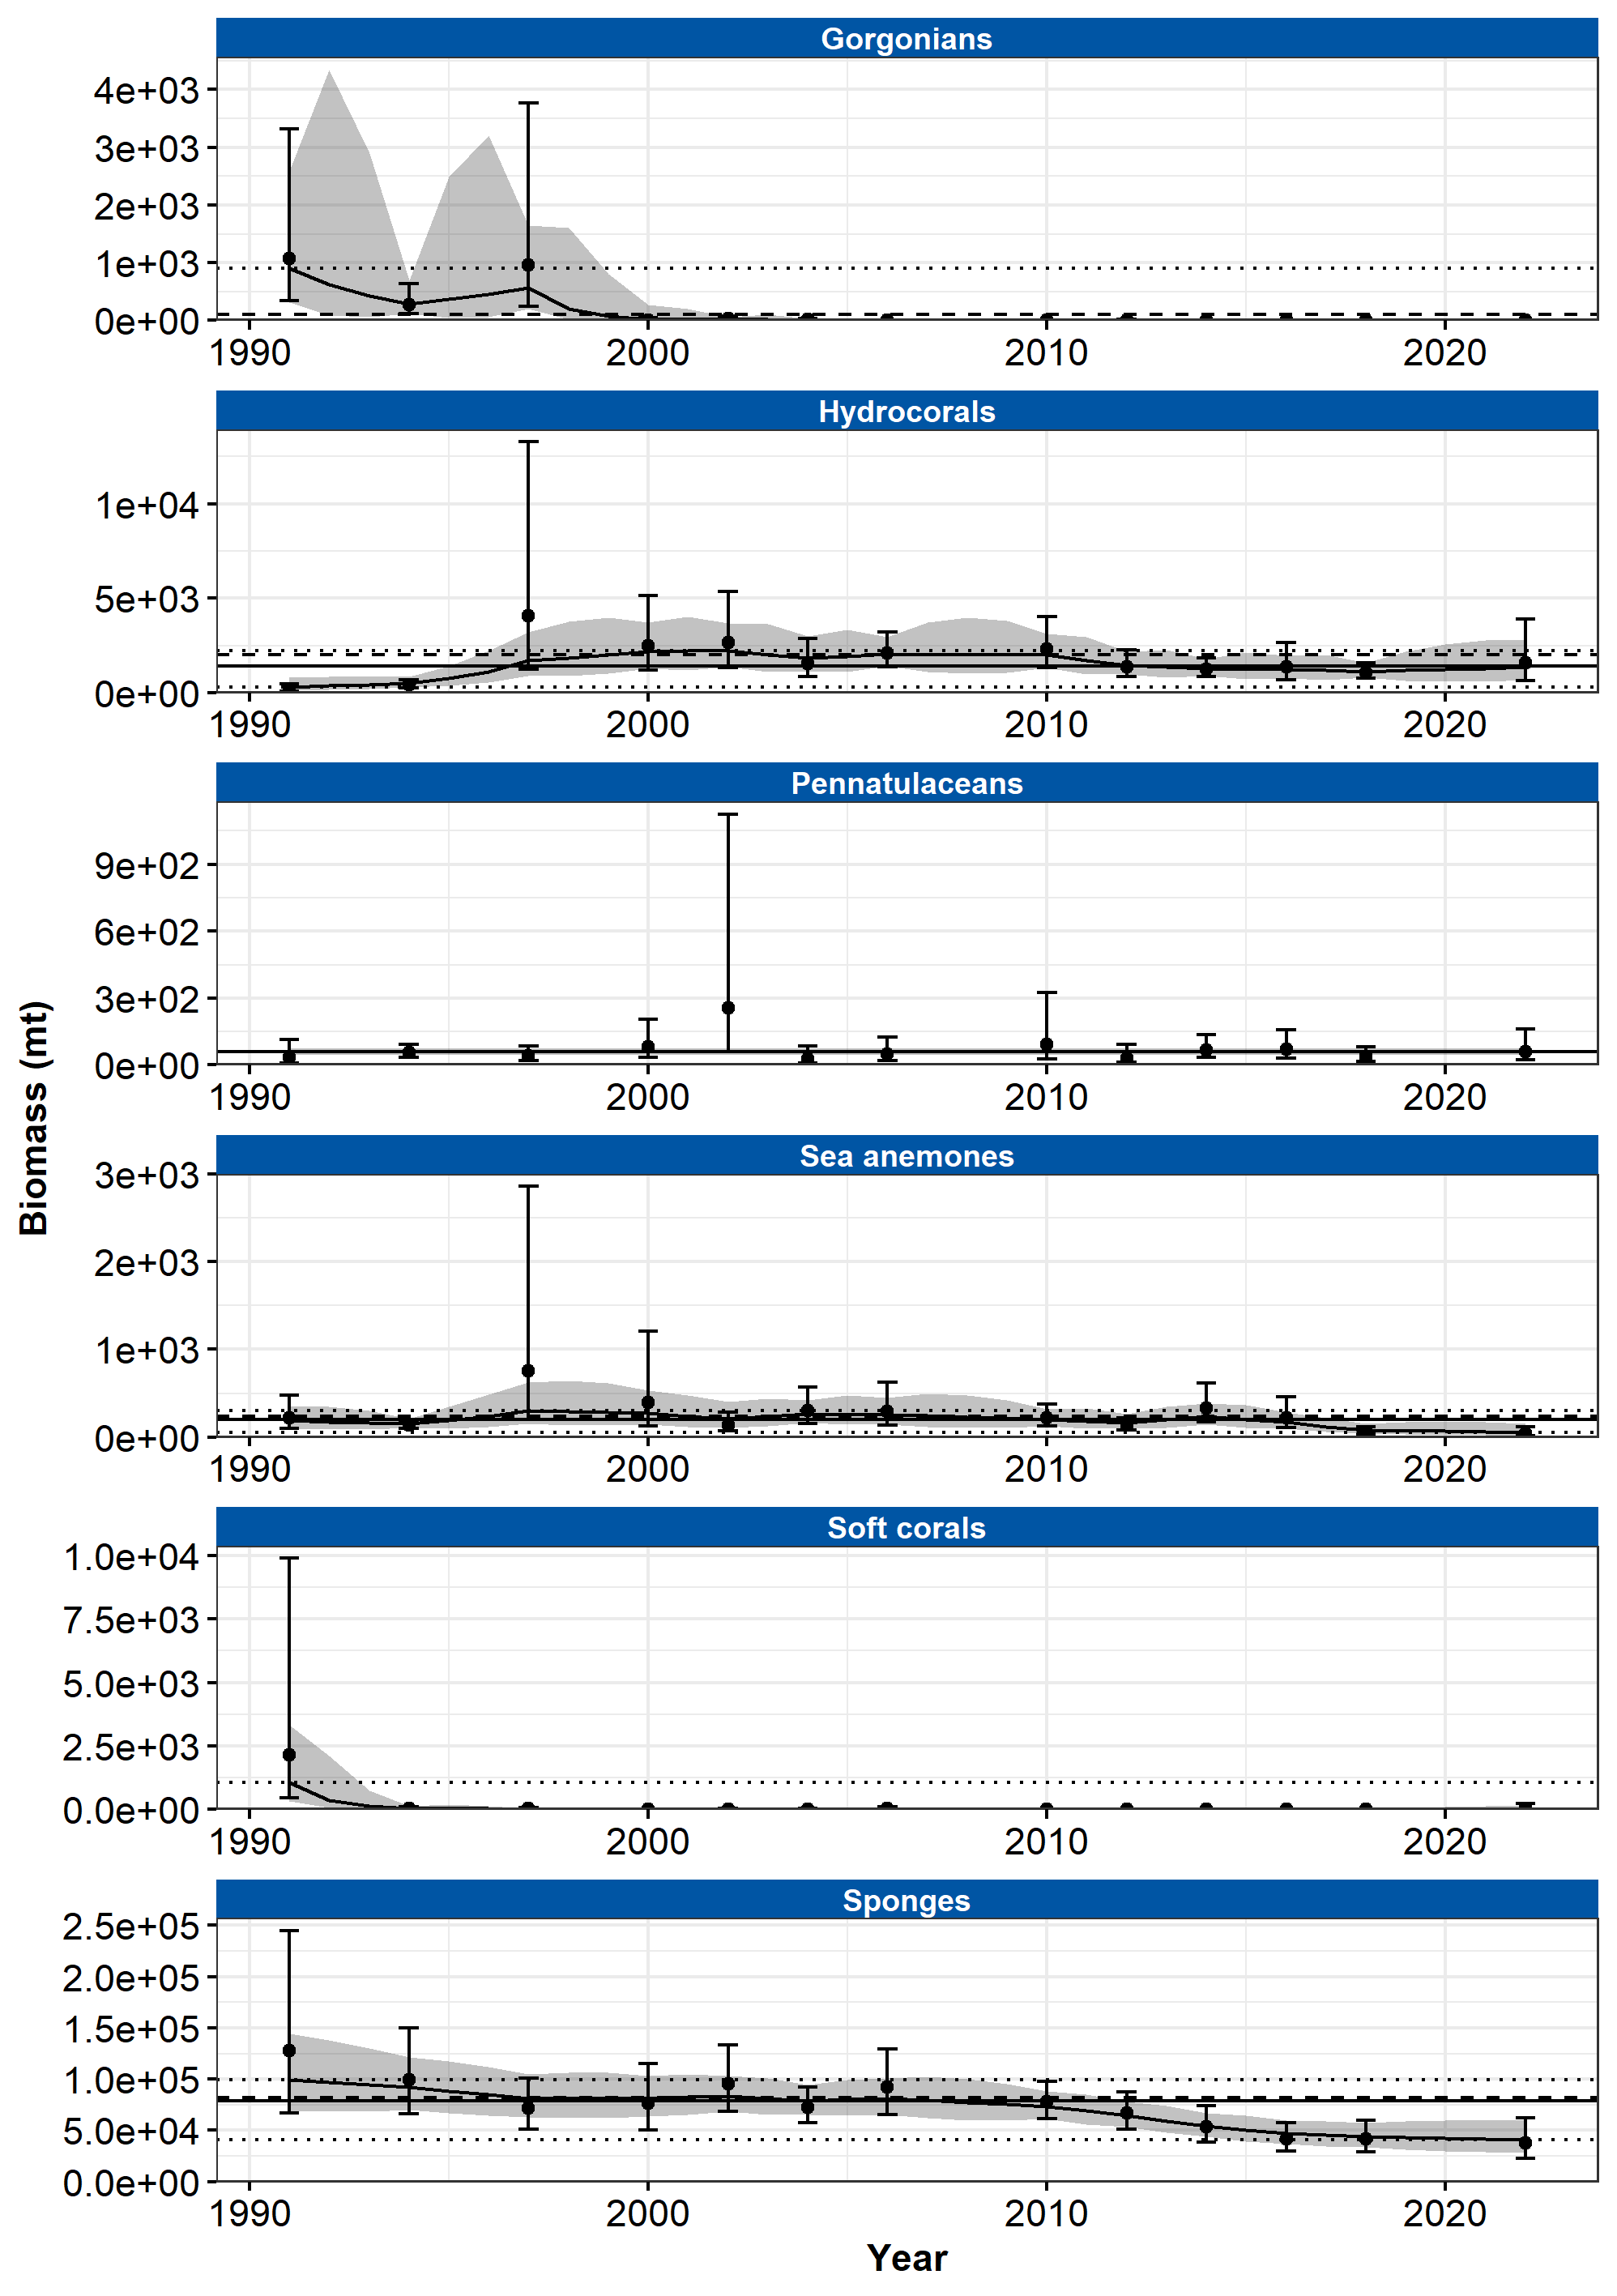 Gorgonians
4e+03
3e+03
2e+03
1e+03
0e+00
1990 2000 2010 2020
Hydrocorals
1e+04
5e+03
0e+00
1990 2000 2010 2020
Pennatulaceans
9e+02
6e+02
3e+02
0e+00
1990 2000 2010 2020
Biomass (mt)
Sea anemones
3e+03
2e+03
1e+03
0e+00
1990 2000 2010 2020
Soft corals
1.0e+04
7.5e+03
5.0e+03
2.5e+03
0.0e+00
1990 2000 2010 2020
Sponges
2.5e+05
2.0e+05
1.5e+05
1.0e+05
5.0e+04
0.0e+00
1990 2000 2010 2020
Year